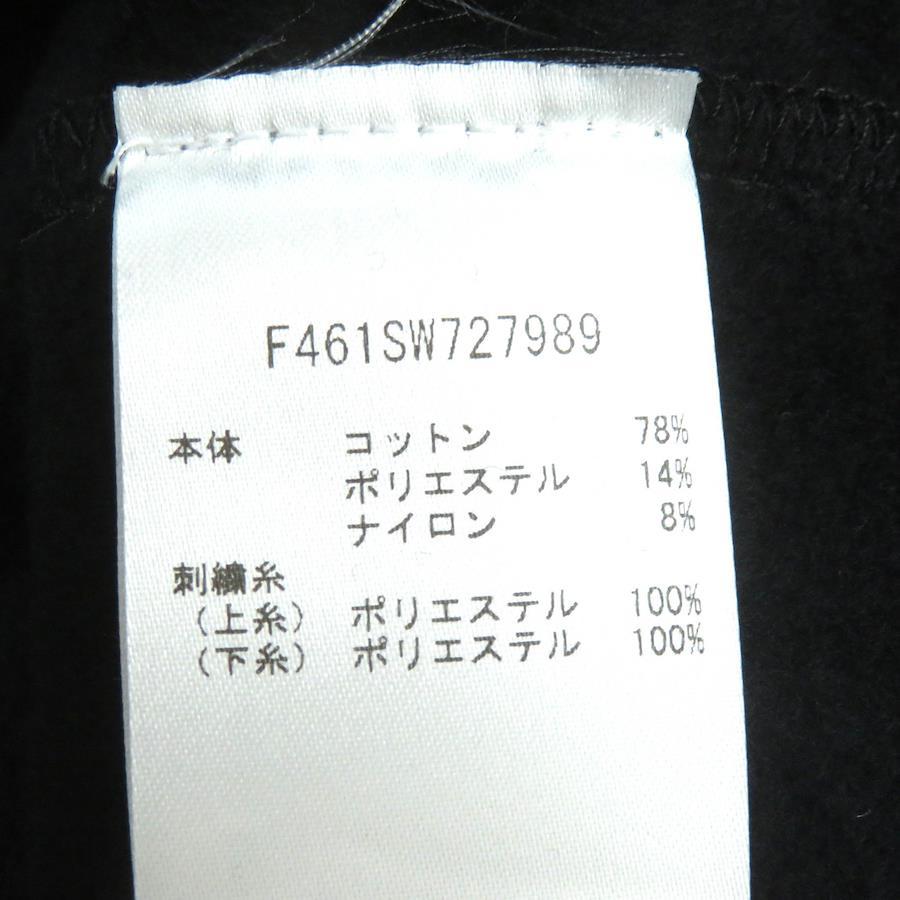 F461SW727989
本体 コットン 78%
ポリエステル 14%
ナイロン 8%
刺繍糸
(上糸) ポリエステル 100%
(下糸) ポリエステル 100%